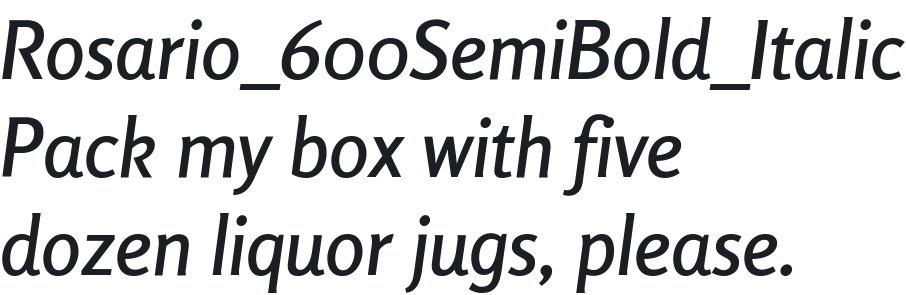 Rosario_600SemiBold_Italic
Pack my box with five
dozen liquor jugs, please.